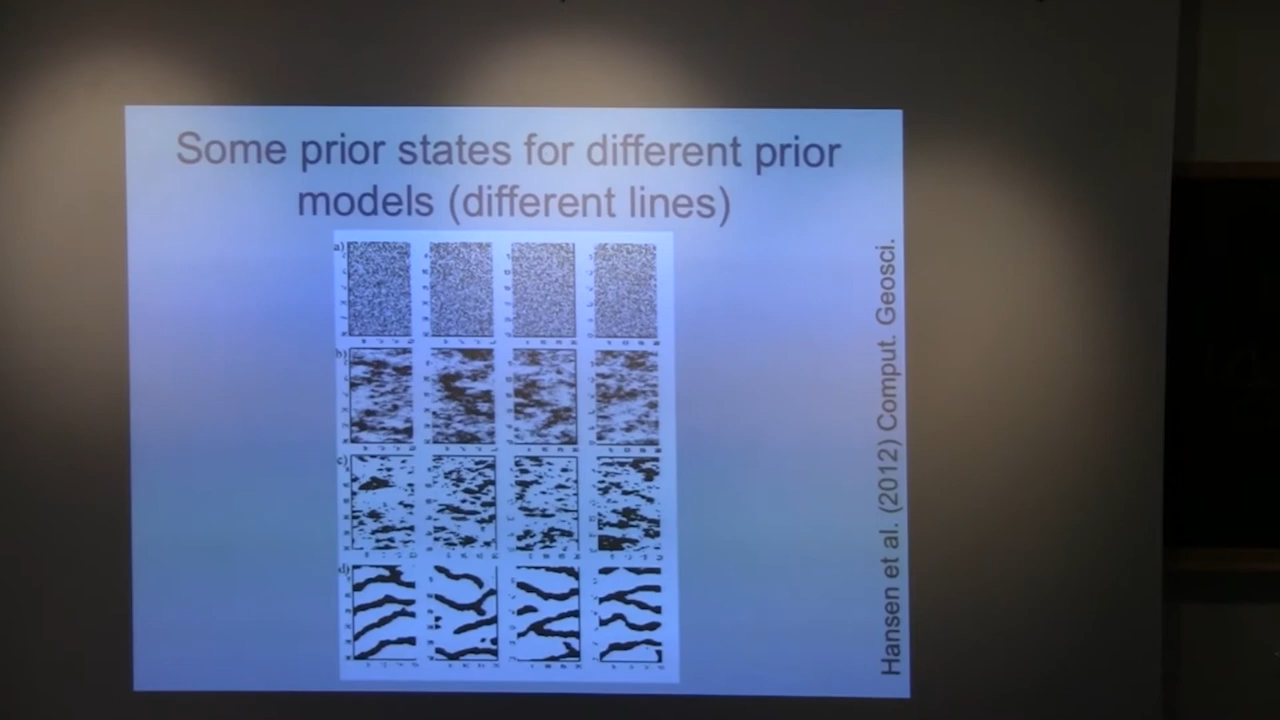 Some prior states for different prior
models (different lines)
a)
b)
c)
d)
Hansen et al. (2012) Comput. Geosci.